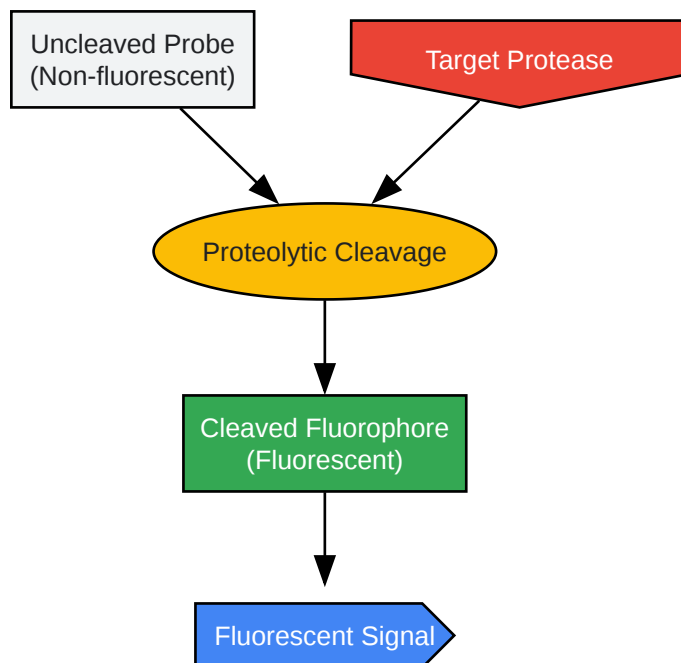 Uncleaved Probe
(Non-fluorescent)
Target Protease
Proteolytic Cleavage
Cleaved Fluorophore
(Fluorescent)
Fluorescent Signal